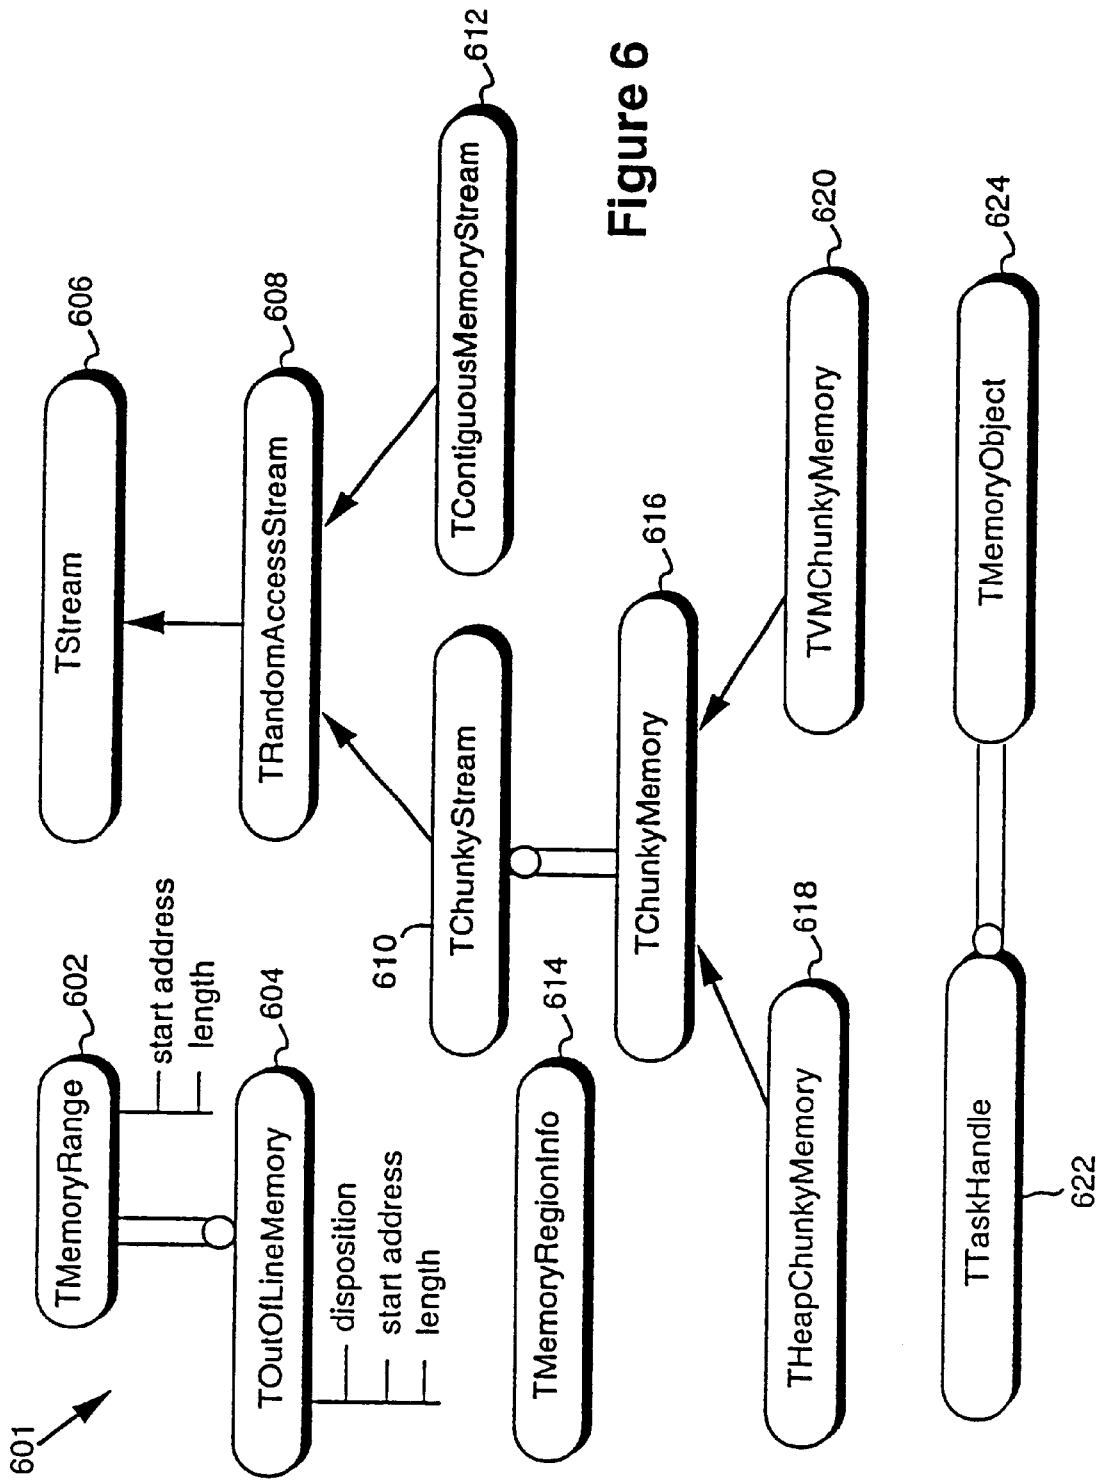 601
TMemoryRange
602
start address
length
TOutOfLineMemory
604
disposition
start address
length
TStream
606
TRandomAccessStream
608
610
TChunkyStream
TContiguousMemoryStream
612
TMemoryRegionInfo
614
TChunkyMemory
616
THeapChunkyMemory
618
TVMChunkyMemory
620
TTaskHandle
622
TMemoryObject
624
Figure 6